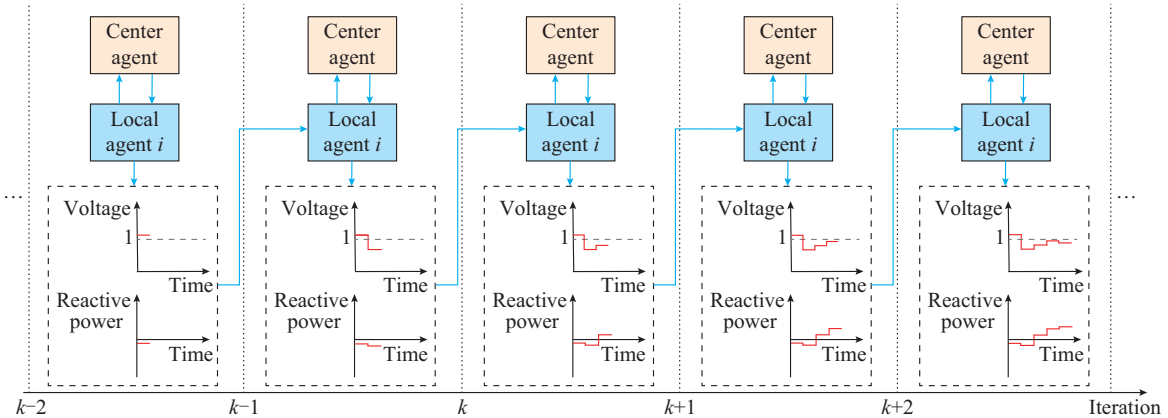 Center agent
Center agent
Center agent
Center agent
Center agent
Local agent i
Local agent i
Local agent i
Local agent i
Local agent i
...
...
Voltage
1
Time
Reactive power
Time
Voltage
1
Time
Reactive power
Time
Voltage
1
Time
Reactive power
Time
Voltage
1
Time
Reactive power
Time
Voltage
1
Time
Reactive power
Time
k−2
k−1
k
k+1
k+2
Iteration